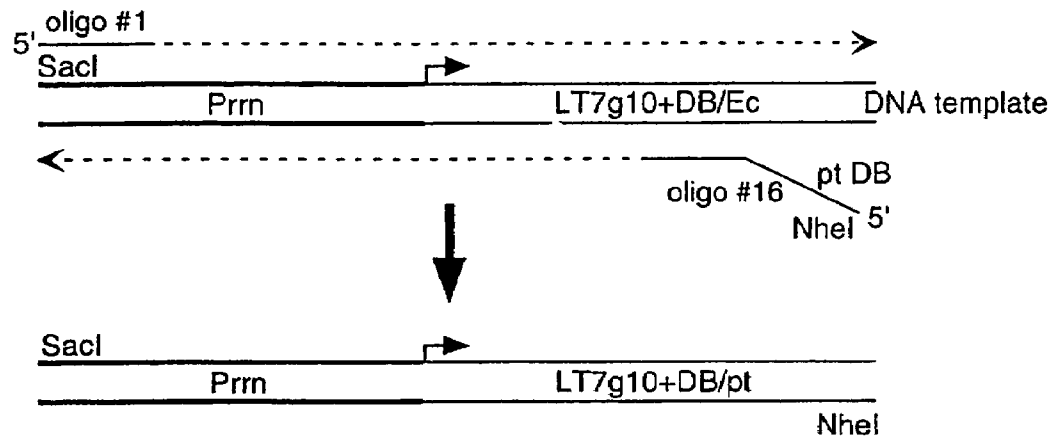 oligo #1
5'
SacI
Prrn
LT7g10+DB/Ec
DNA template
pt DB
oligo #16
NheI
5'
SacI
Prrn
LT7g10+DB/pt
NheI